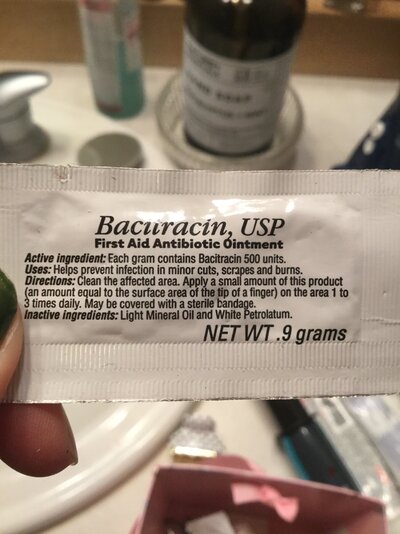 Bacitracin, USP
First Aid Antibiotic Ointment
Active ingredient: Each gram contains Bacitracin 500 units.
Uses: Helps prevent infection in minor cuts, scrapes and burns.
Directions: Clean the affected area. Apply a small amount of this product
(an amount equal to the surface area of the tip of a finger) on the area 1 to
3 times daily. May be covered with a sterile bandage.
Inactive ingredients: Light Mineral Oil and White Petrolatum.
NET WT .9 grams